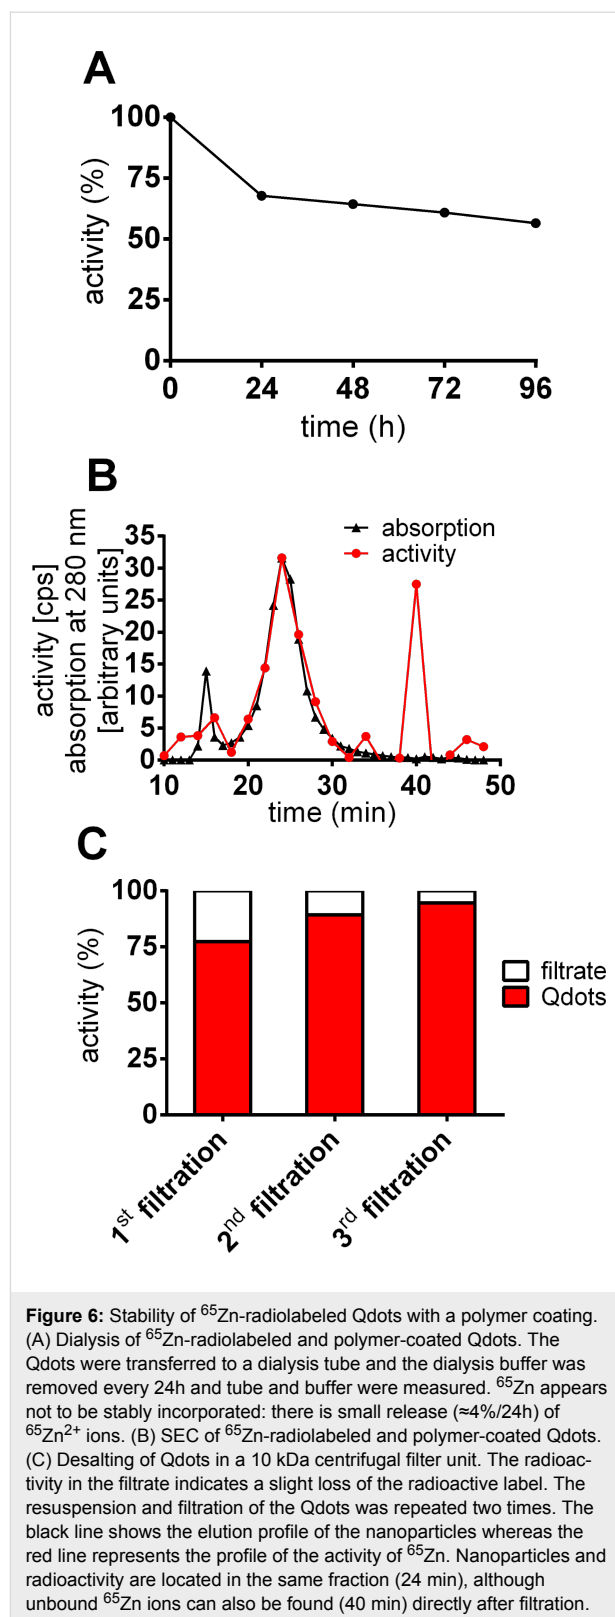 A
100
75
50
25
0
activity (%)
0 24 48 72 96
time (h)
B
absorption
activity
35
30
25
20
15
10
5
0
activity [cps]
absorption at 280 nm
[arbitrary units]
10 20 30 40 50
time (min)
C
100
75
50
25
0
activity (%)
filtrate
Qdots
1st filtration
2nd filtration
3rd filtration
Figure 6: Stability of 65Zn-radiolabeled Qdots with a polymer coating.
(A) Dialysis of 65Zn-radiolabeled and polymer-coated Qdots. The
Qdots were transferred to a dialysis tube and the dialysis buffer was
removed every 24h and tube and buffer were measured. 65Zn appears
not to be stably incorporated: there is small release (≈4%/24h) of
65Zn2+ ions. (B) SEC of 65Zn-radiolabeled and polymer-coated Qdots.
(C) Desalting of Qdots in a 10 kDa centrifugal filter unit. The radioac-
tivity in the filtrate indicates a slight loss of the radioactive label. The
resuspension and filtration of the Qdots was repeated two times. The
black line shows the elution profile of the nanoparticles whereas the
red line represents the profile of the activity of 65Zn. Nanoparticles and
radioactivity are located in the same fraction (24 min), although
unbound 65Zn ions can also be found (40 min) directly after filtration.